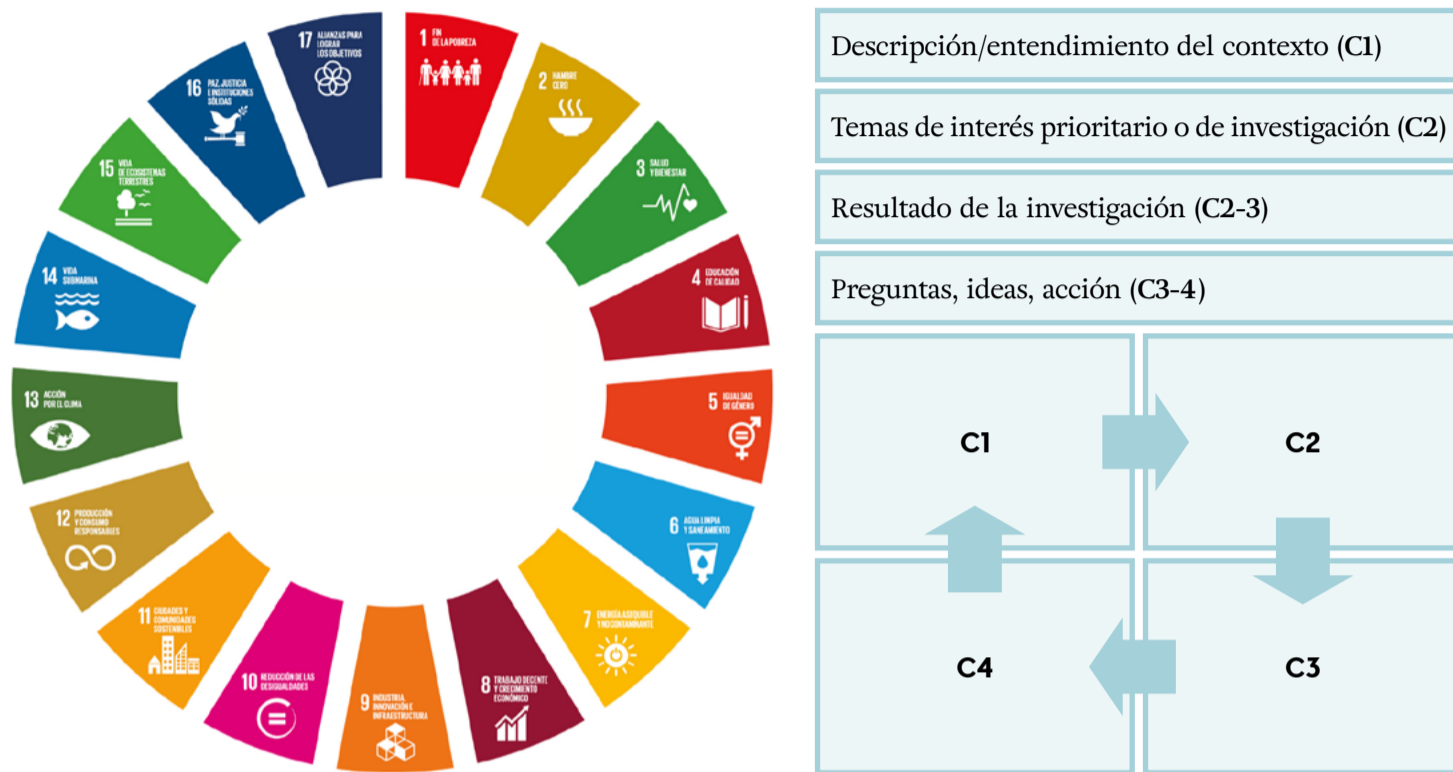 1 FIN
DE LA POBREZA
2 HAMBRE
CERO
3 SALUD
Y BIENESTAR
4 EDUCACIÓN
DE CALIDAD
5 IGUALDAD
DE GÉNERO
6 AGUA LIMPIA
Y SANEAMIENTO
7 ENERGÍA ASEQUIBLE
Y NO CONTAMINANTE
8 TRABAJO DECENTE
Y CRECIMIENTO
ECONÓMICO
9 INDUSTRIA,
INNOVACIÓN E
INFRAESTRUCTURA
10 REDUCCIÓN DE LAS
DESIGUALDADES
11 CIUDADES Y
COMUNIDADES
SOSTENIBLES
12 PRODUCCIÓN
Y CONSUMO
RESPONSABLES
13 ACCIÓN
POR EL CLIMA
14 VIDA
SUBMARINA
15 VIDA
DE ECOSISTEMAS
TERRESTRES
16 PAZ, JUSTICIA
E INSTITUCIONES
SÓLIDAS
17 ALIANZAS PARA
LOGRAR
LOS OBJETIVOS
Descripción/entendimiento del contexto (C1)
Temas de interés prioritario o de investigación (C2)
Resultado de la investigación (C2-3)
Preguntas, ideas, acción (C3-4)
C1
C2
C4
C3